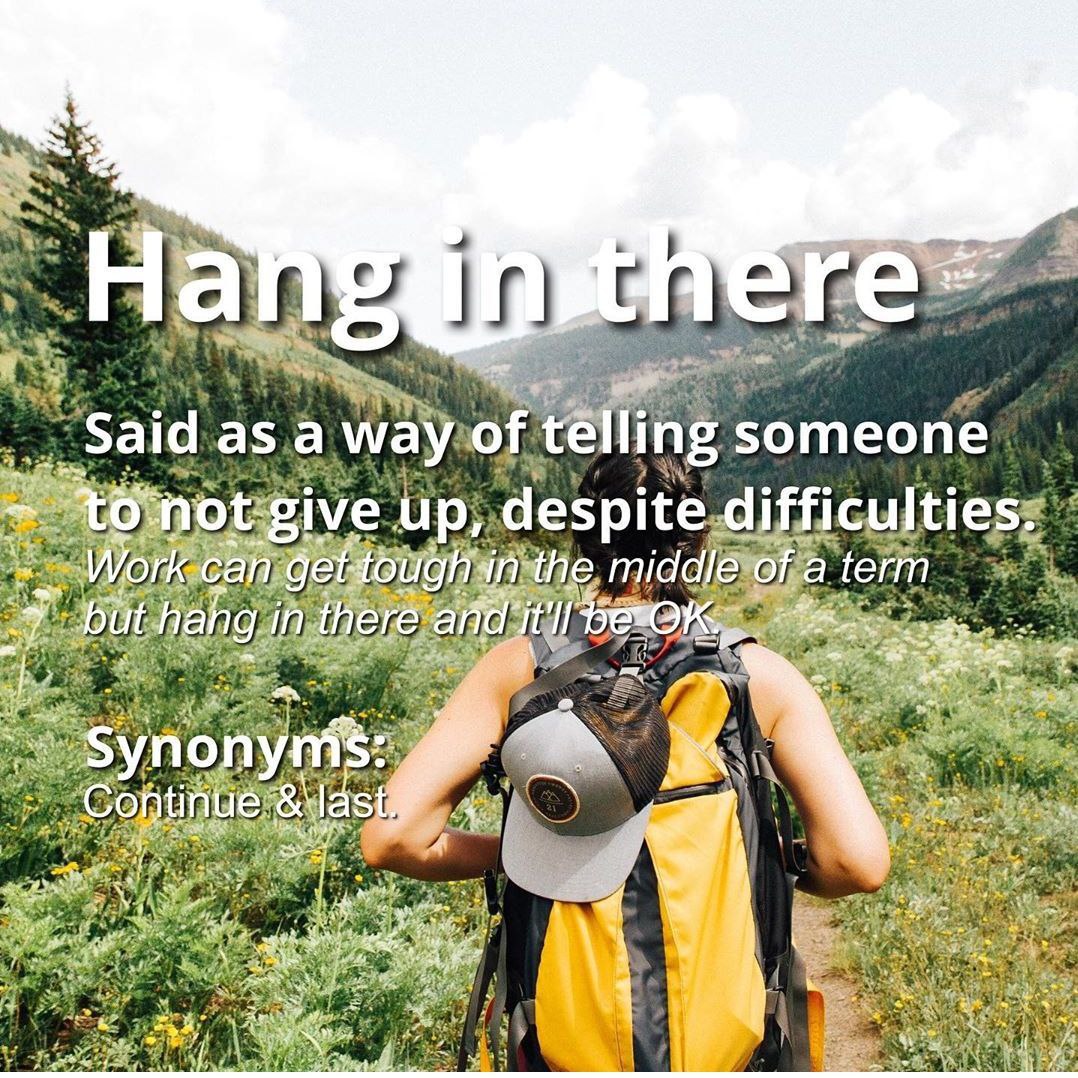 Hang in there
Said as a way of telling someone
to not give up, despite difficulties.
Work can get tough in the middle of a term
but hang in there and it'll be OK
Synonyms:
Continue & last.
21